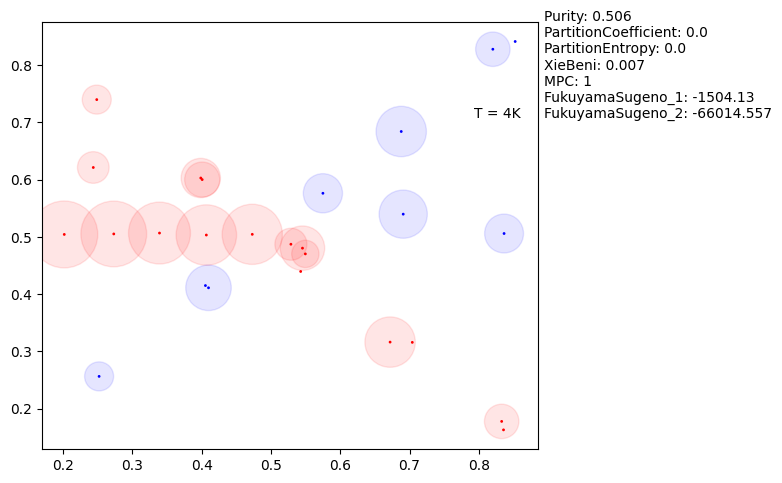 Purity: 0.506
PartitionCoefficient: 0.0
PartitionEntropy: 0.0
XieBeni: 0.007
MPC: 1
FukuyamaSugeno_1: -1504.13
FukuyamaSugeno_2: -66014.557
T = 4K
0.8
0.7
0.6
0.5
0.4
0.3
0.2
0.2 0.3 0.4 0.5 0.6 0.7 0.8